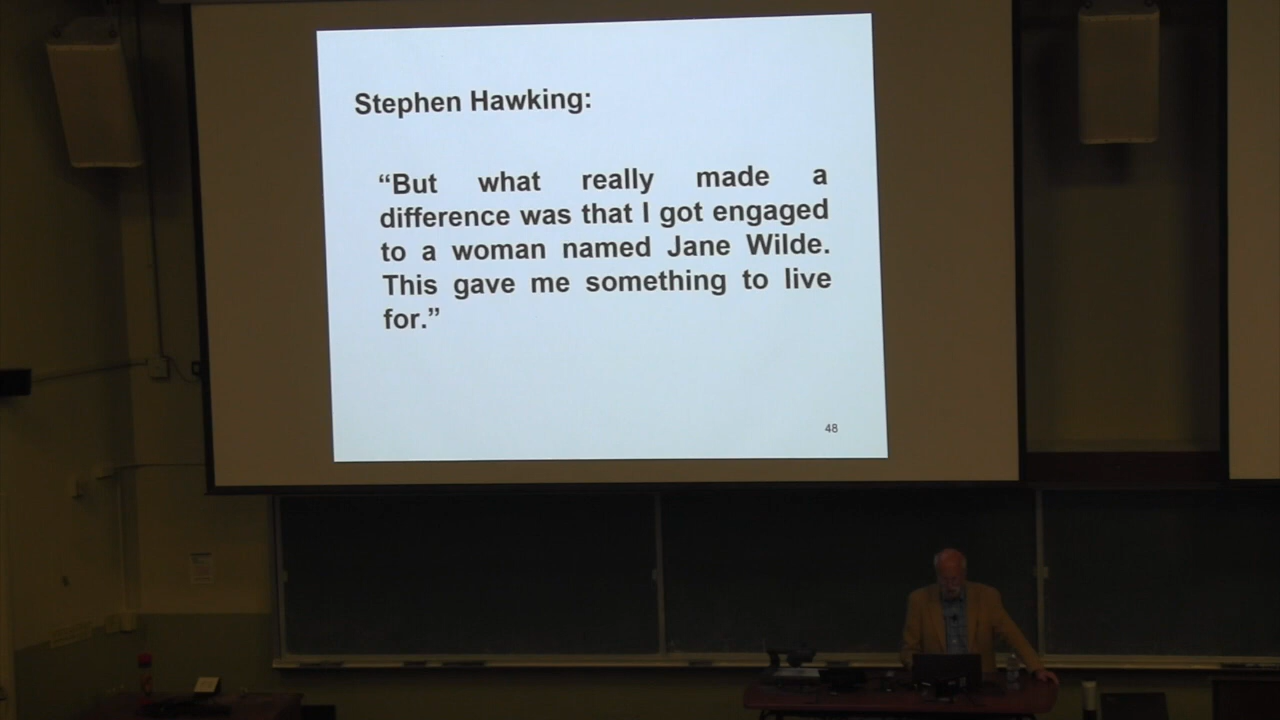 Stephen Hawking:
“But what really made a
difference was that I got engaged
to a woman named Jane Wilde.
This gave me something to live
for.”
48